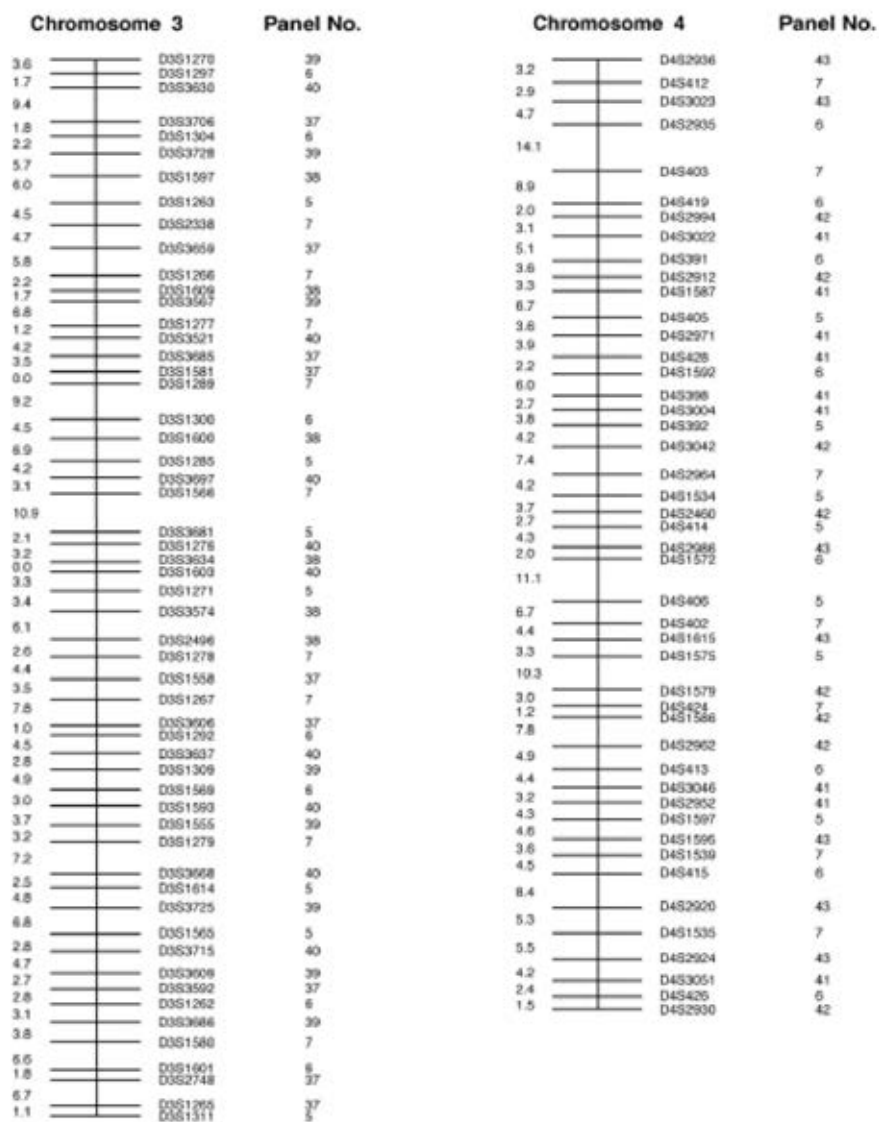 Chromosome 3 Panel No.
D3S1270 39
3.6
D3S1297 6
1.7
D3S3630 40
9.4
D3S3706 37
1.8
D3S1304 6
2.2
D3S3728 39
5.7
D3S1597 38
6.0
D3S1263 5
4.5
D3S2338 7
4.7
D3S3659 37
5.8
D3S1266 7
2.2
D3S1609 38
1.7
D3S3567 39
6.8
D3S1277 7
1.2
D3S3521 40
4.2
D3S3685 37
3.5
D3S1581 37
0.0
D3S1289 7
9.2
D3S1300 6
4.5
D3S1600 38
6.9
D3S1285 5
4.2
D3S3697 40
3.1
D3S1566 7
10.9
D3S3681 5
2.1
D3S1276 40
3.2
D3S3634 38
0.0
D3S1603 40
3.3
D3S1271 5
3.4
D3S3574 38
6.1
D3S2496 38
2.6
D3S1278 7
4.4
D3S1558 37
3.5
D3S1267 7
7.8
D3S3606 37
1.0
D3S1292 6
4.5
D3S3637 40
2.8
D3S1309 39
4.9
D3S1569 6
3.0
D3S1593 40
3.7
D3S1555 39
3.2
D3S1279 7
7.2
D3S3668 40
2.5
D3S1614 5
4.8
D3S3725 39
6.8
D3S1565 5
2.8
D3S3715 40
4.7
D3S3609 39
2.7
D3S3592 37
2.8
D3S1262 6
3.1
D3S3686 39
3.8
D3S1580 7
6.6
D3S1601 6
1.8
D3S2748 37
6.7
D3S1265 37
1.1
D3S1311 5
Chromosome 4 Panel No.
D4S2936 43
3.2
D4S412 7
2.9
D4S3023 43
4.7
D4S2935 6
14.1
D4S403 7
8.9
D4S419 6
2.0
D4S2994 42
3.1
D4S3022 41
5.1
D4S391 6
3.6
D4S2912 42
3.3
D4S1587 41
6.7
D4S405 5
3.6
D4S2971 41
3.9
D4S428 41
2.2
D4S1592 6
6.0
D4S398 41
2.7
D4S3004 41
3.8
D4S392 5
4.2
D4S3042 42
7.4
D4S2964 7
4.2
D4S1534 5
3.7
D4S2460 42
2.7
D4S414 5
4.3
D4S2986 43
2.0
D4S1572 6
11.1
D4S406 5
6.7
D4S402 7
4.4
D4S1615 43
3.3
D4S1575 5
10.3
D4S1579 42
3.0
D4S424 7
1.2
D4S1586 42
7.8
D4S2962 42
4.9
D4S413 6
4.4
D4S3046 41
3.2
D4S2952 41
4.3
D4S1597 5
4.6
D4S1595 43
3.6
D4S1539 7
4.5
D4S415 6
8.4
D4S2920 43
5.3
D4S1535 7
5.5
D4S2924 43
4.2
D4S3051 41
2.4
D4S426 6
1.5
D4S2930 42